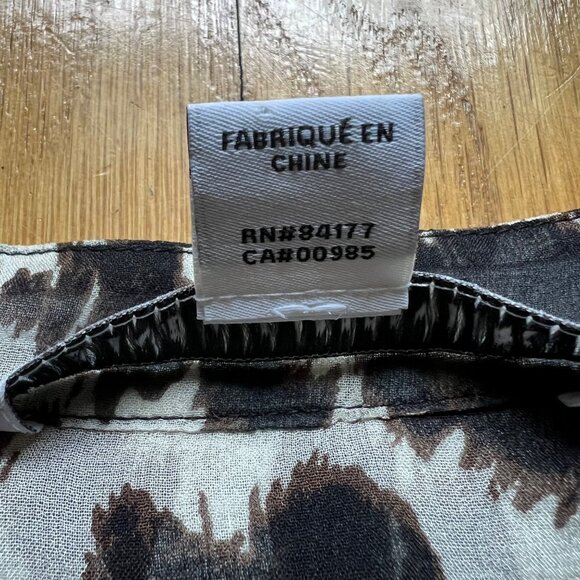 FABRIQUÉ EN
CHINE
RN#84177
CA#00985